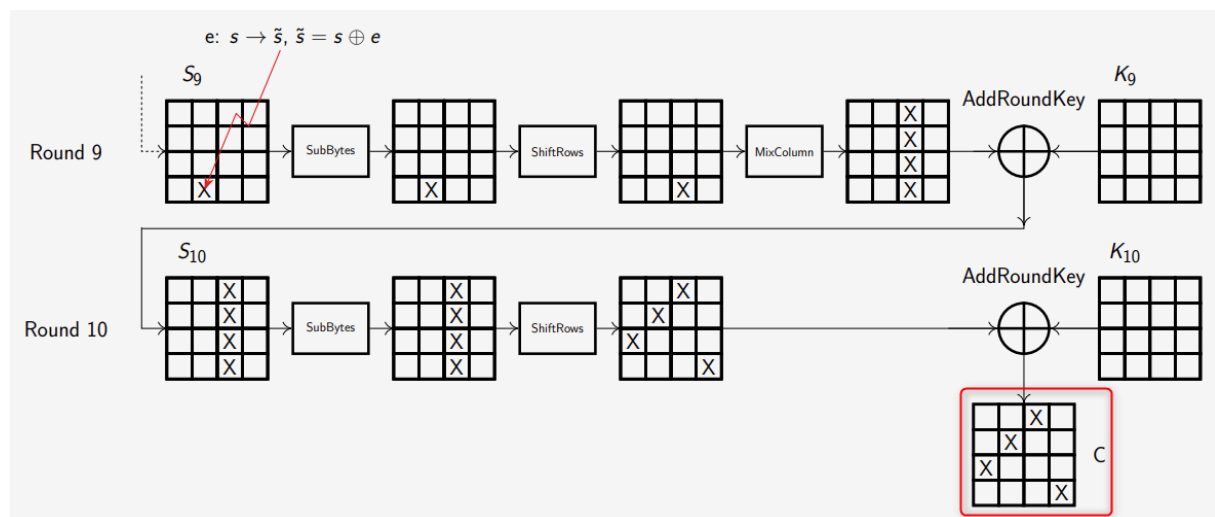 e: s → s̃, s̃ = s ⊕ e
S₉
K₉
AddRoundKey
X
X
Round 9
SubBytes
ShiftRows
MixColumn
X
X
X
X
X
X
X
S₁₀
K₁₀
AddRoundKey
X
X
X
X
X
X
Round 10
SubBytes
ShiftRows
X
X
X
X
X
X
X
X
X
C
X
X